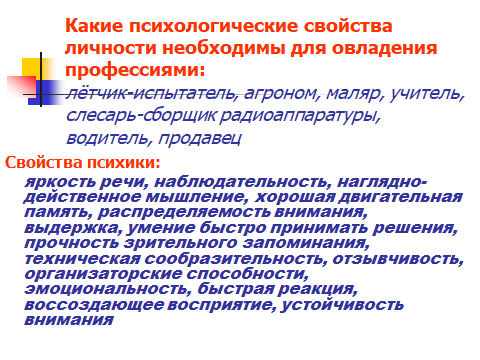 Какие психологические свойства
личности необходимы для овладения
профессиями:
лётчик-испытатель, агроном, маляр, учитель,
слесарь-сборщик радиоаппаратуры,
водитель, продавец
Свойства психики:
яркость речи, наблюдательность, наглядно-
действенное мышление, хорошая двигательная
память, распределяемость внимания,
выдержка, умение быстро принимать решения,
прочность зрительного запоминания,
техническая сообразительность, отзывчивость,
организаторские способности,
эмоциональность, быстрая реакция,
воссоздающее восприятие, устойчивость
внимания